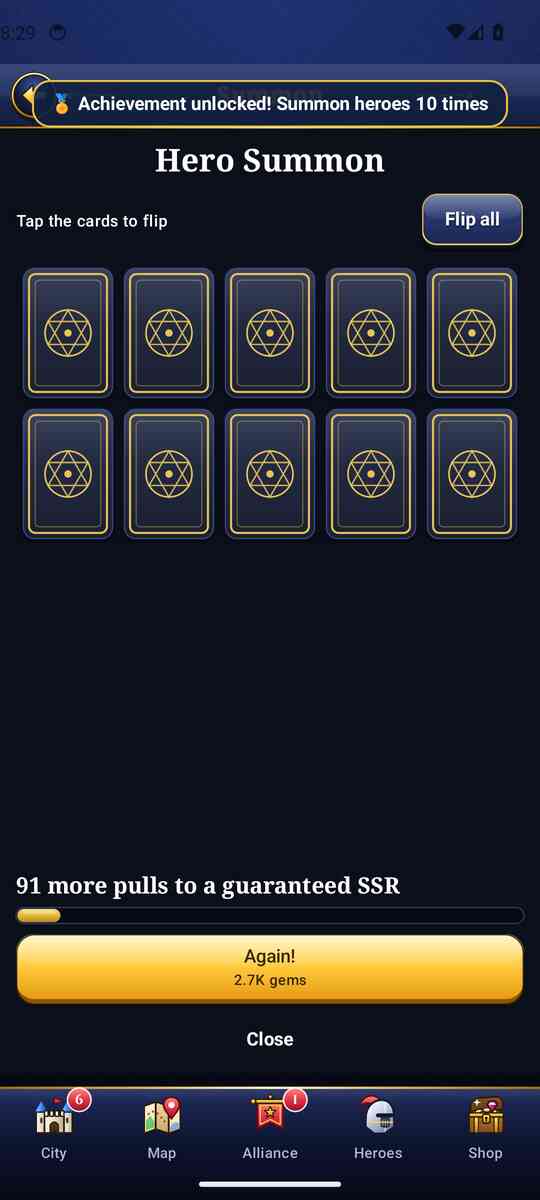 8:29
🏅 Achievement unlocked! Summon heroes 10 times
Hero Summon
Tap the cards to flip
Flip all
91 more pulls to a guaranteed SSR
Again!
2.7K gems
Close
6
1
City
Map
Alliance
Heroes
Shop